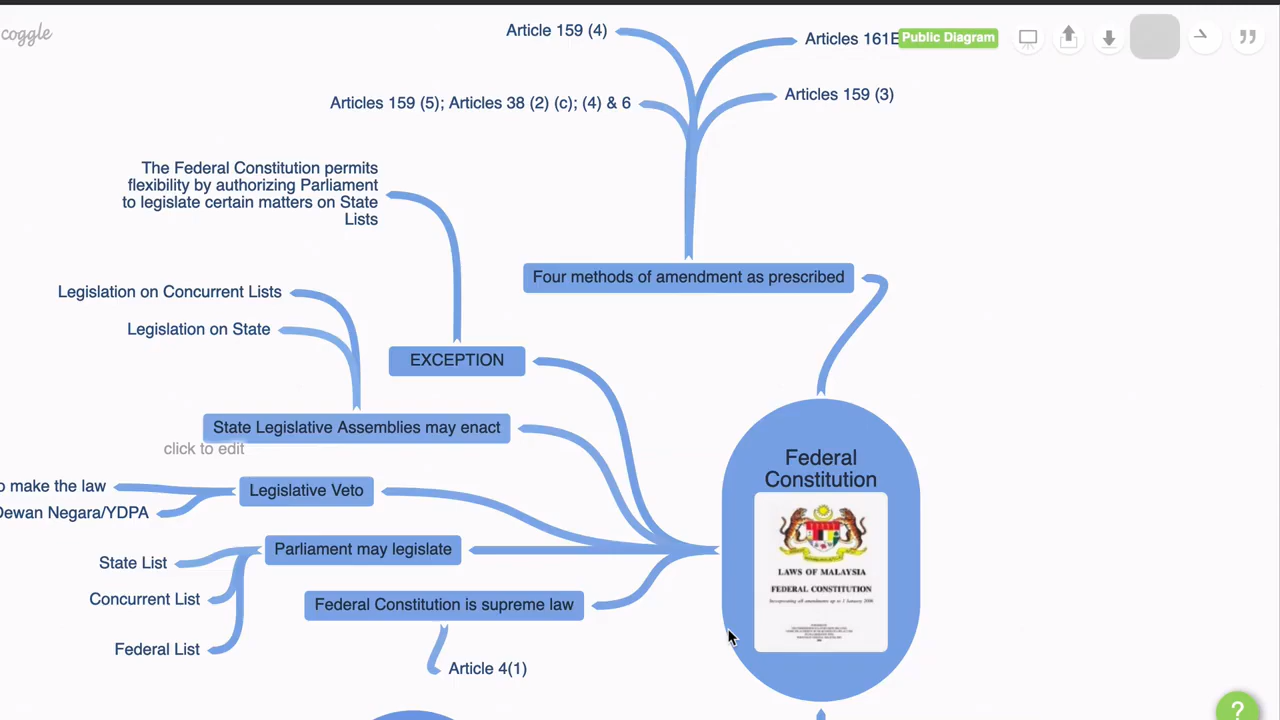 coggle
Article 159 (4)
Articles 161E
Public Diagram
Articles 159 (5); Articles 38 (2) (c); (4) & 6
Articles 159 (3)
The Federal Constitution permits
flexibility by authorizing Parliament
to legislate certain matters on State
Lists
Four methods of amendment as prescribed
Legislation on Concurrent Lists
Legislation on State
EXCEPTION
State Legislative Assemblies may enact
click to edit
Federal
Constitution
o make the law
Legislative Veto
Dewan Negara/YDPA
Parliament may legislate
State List
Concurrent List
Federal List
Federal Constitution is supreme law
Article 4(1)
LAWS OF MALAYSIA
FEDERAL CONSTITUTION
?